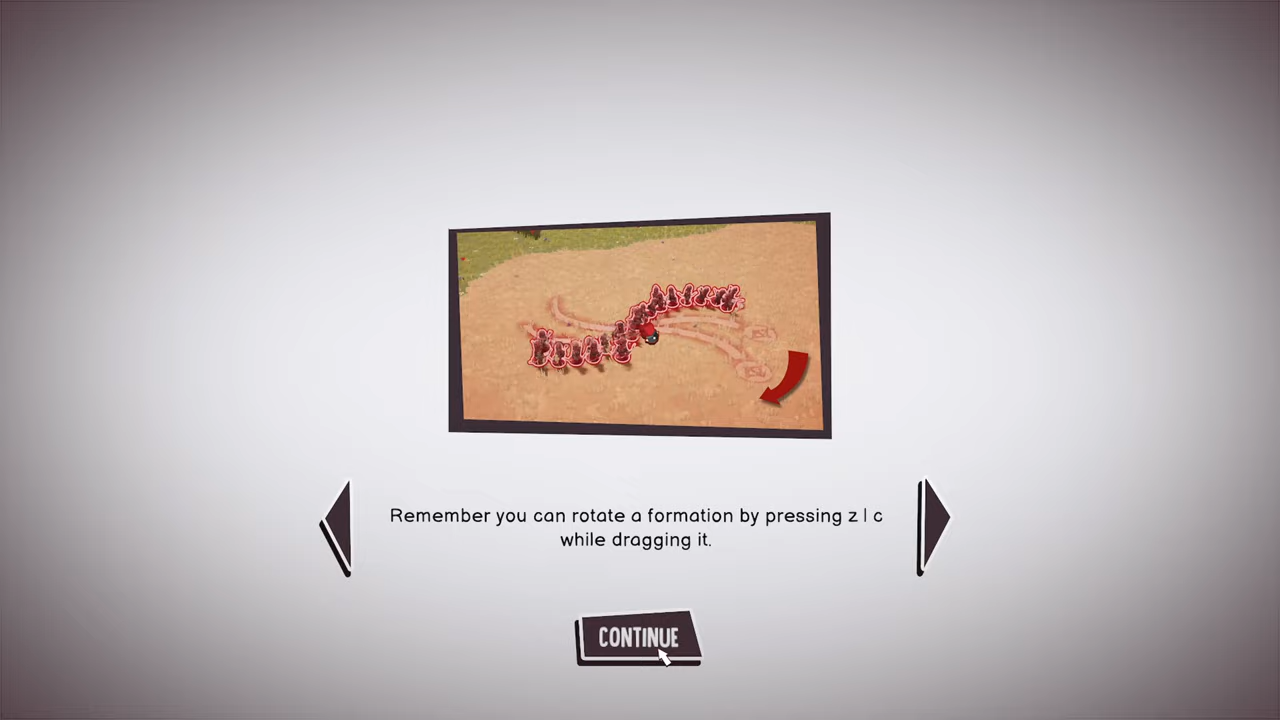 Remember you can rotate a formation by pressing z | c
while dragging it.
CONTINUE